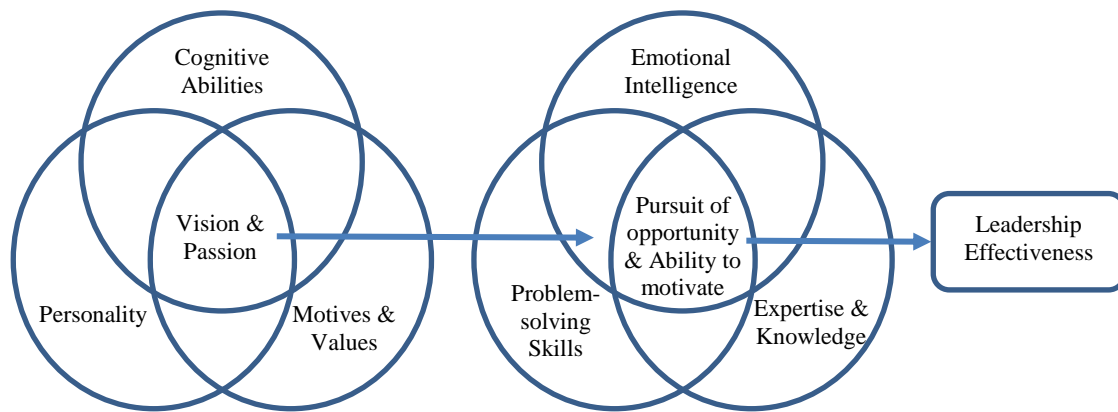 Cognitive
Abilities
Personality
Vision &
Passion
Motives &
Values
Emotional
Intelligence
Problem-
solving
Skills
Pursuit of
opportunity
& Ability to
motivate
Expertise &
Knowledge
Leadership
Effectiveness